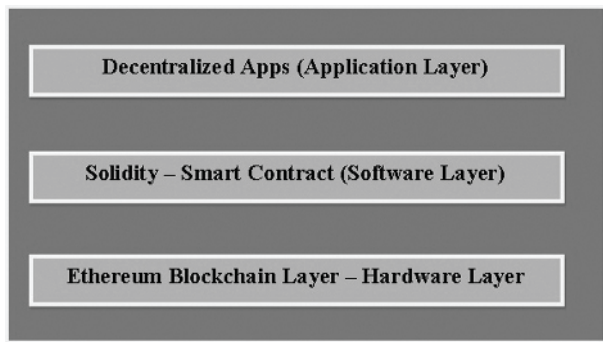 Decentralized Apps (Application Layer)
Solidity – Smart Contract (Software Layer)
Ethereum Blockchain Layer – Hardware Layer